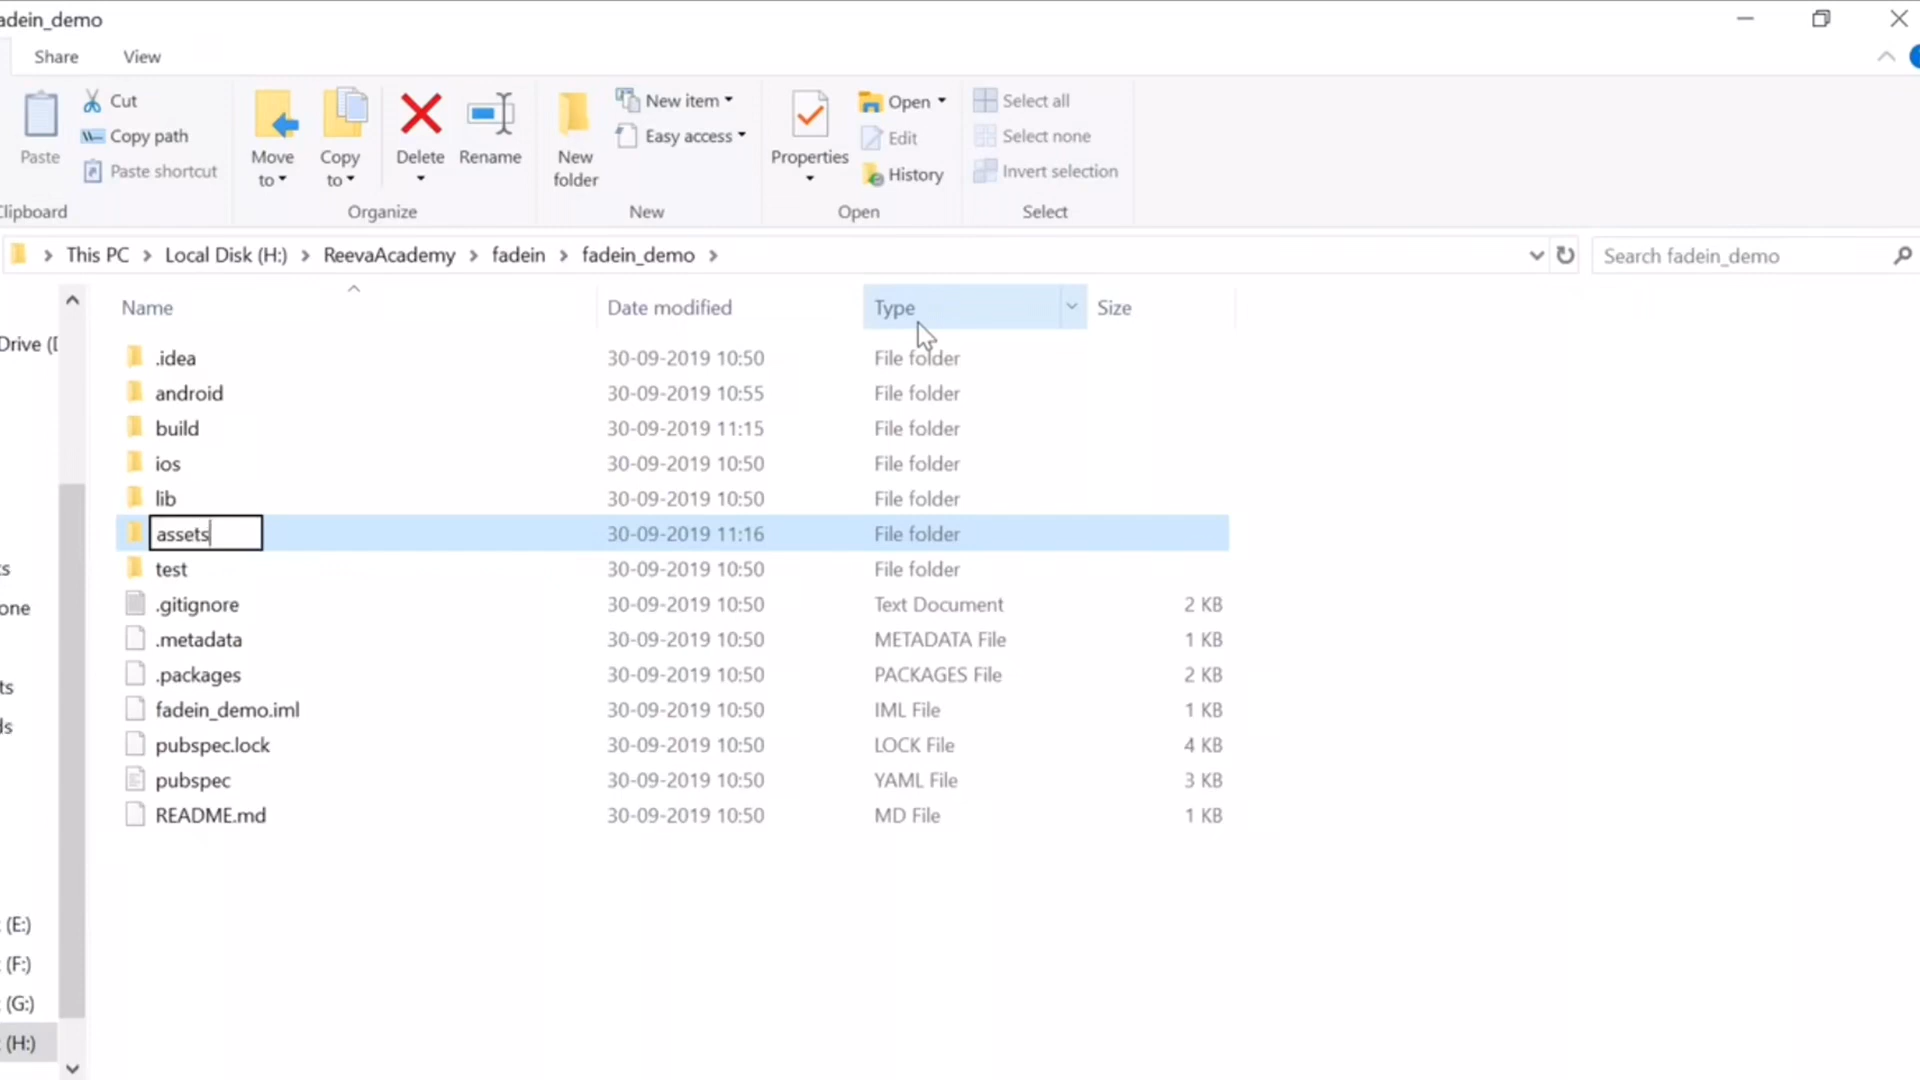 adein_demo
Share View
Cut
Copy path
Paste
Paste shortcut
Move to
Copy to
Delete
Rename
New folder
New item
Easy access
Properties
Open
Edit
History
Select all
Select none
Invert selection
Clipboard
Organize
New
Open
Select
This PC Local Disk (H:) ReevaAcademy fadein fadein_demo
Search fadein_demo
Name Date modified Type Size
Drive (D
.idea 30-09-2019 10:50 File folder
android 30-09-2019 10:55 File folder
build 30-09-2019 11:15 File folder
ios 30-09-2019 10:50 File folder
lib 30-09-2019 10:50 File folder
assets 30-09-2019 11:16 File folder
test 30-09-2019 10:50 File folder
.gitignore 30-09-2019 10:50 Text Document 2 KB
.metadata 30-09-2019 10:50 METADATA File 1 KB
.packages 30-09-2019 10:50 PACKAGES File 2 KB
fadein_demo.iml 30-09-2019 10:50 IML File 1 KB
pubspec.lock 30-09-2019 10:50 LOCK File 4 KB
pubspec 30-09-2019 10:50 YAML File 3 KB
README.md 30-09-2019 10:50 MD File 1 KB
one
ts
(E:)
(F:)
(G:)
(H:)